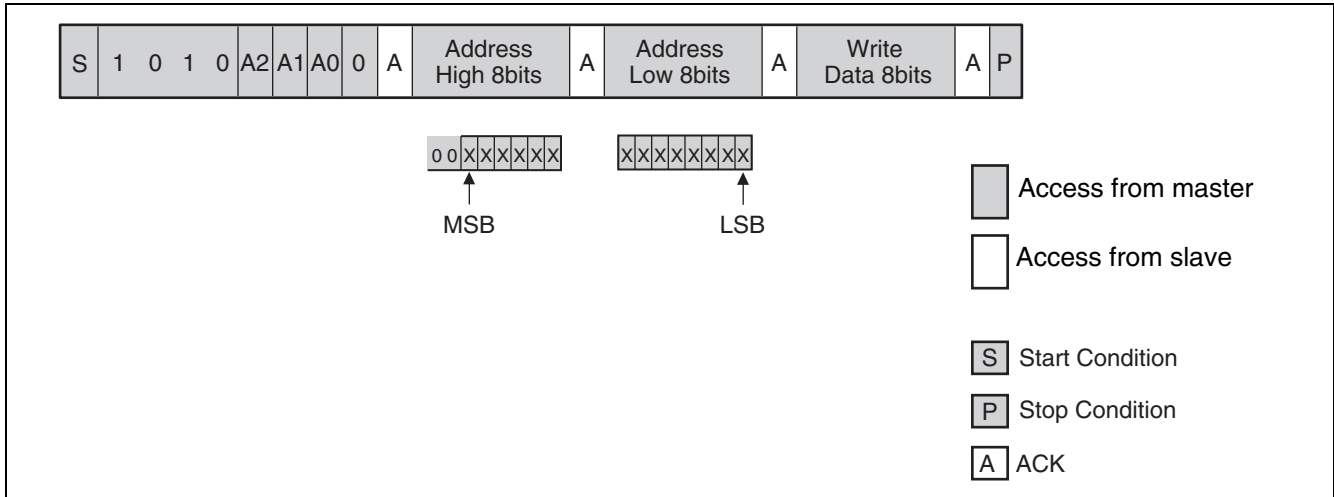 S 1 0 1 0 A2 A1 A0 0 A Address High 8bits A Address Low 8bits A Write Data 8bits A P
0 0 X X X X X X X X X X X X X X
MSB LSB
Access from master
Access from slave
S Start Condition
P Stop Condition
A ACK